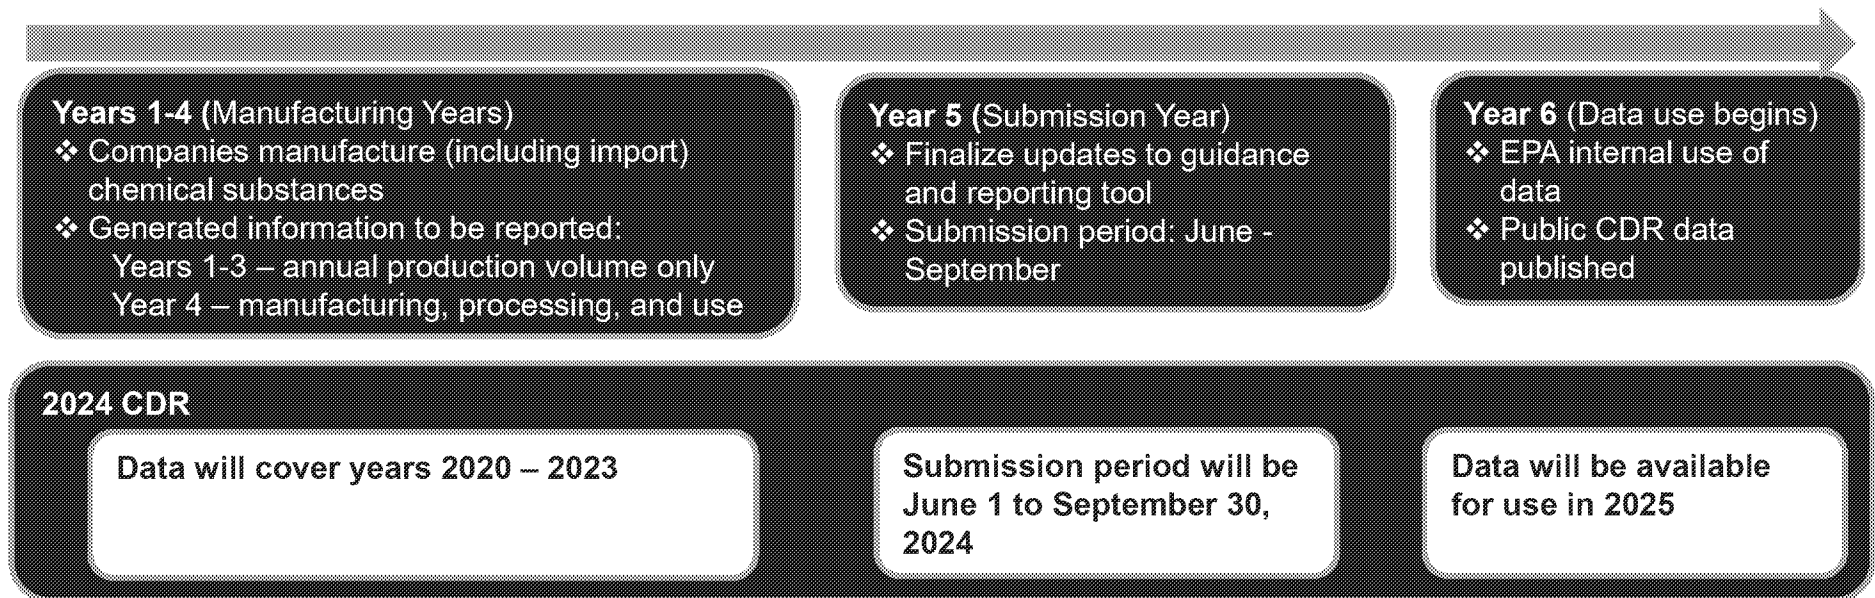 Years 1-4 (Manufacturing Years)
❖ Companies manufacture (including import)
chemical substances
❖ Generated information to be reported:
Years 1-3 – annual production volume only
Year 4 – manufacturing, processing, and use
Year 5 (Submission Year)
❖ Finalize updates to guidance
and reporting tool
❖ Submission period: June -
September
Year 6 (Data use begins)
❖ EPA internal use of
data
❖ Public CDR data
published
2024 CDR
Data will cover years 2020 – 2023
Submission period will be
June 1 to September 30,
2024
Data will be available
for use in 2025